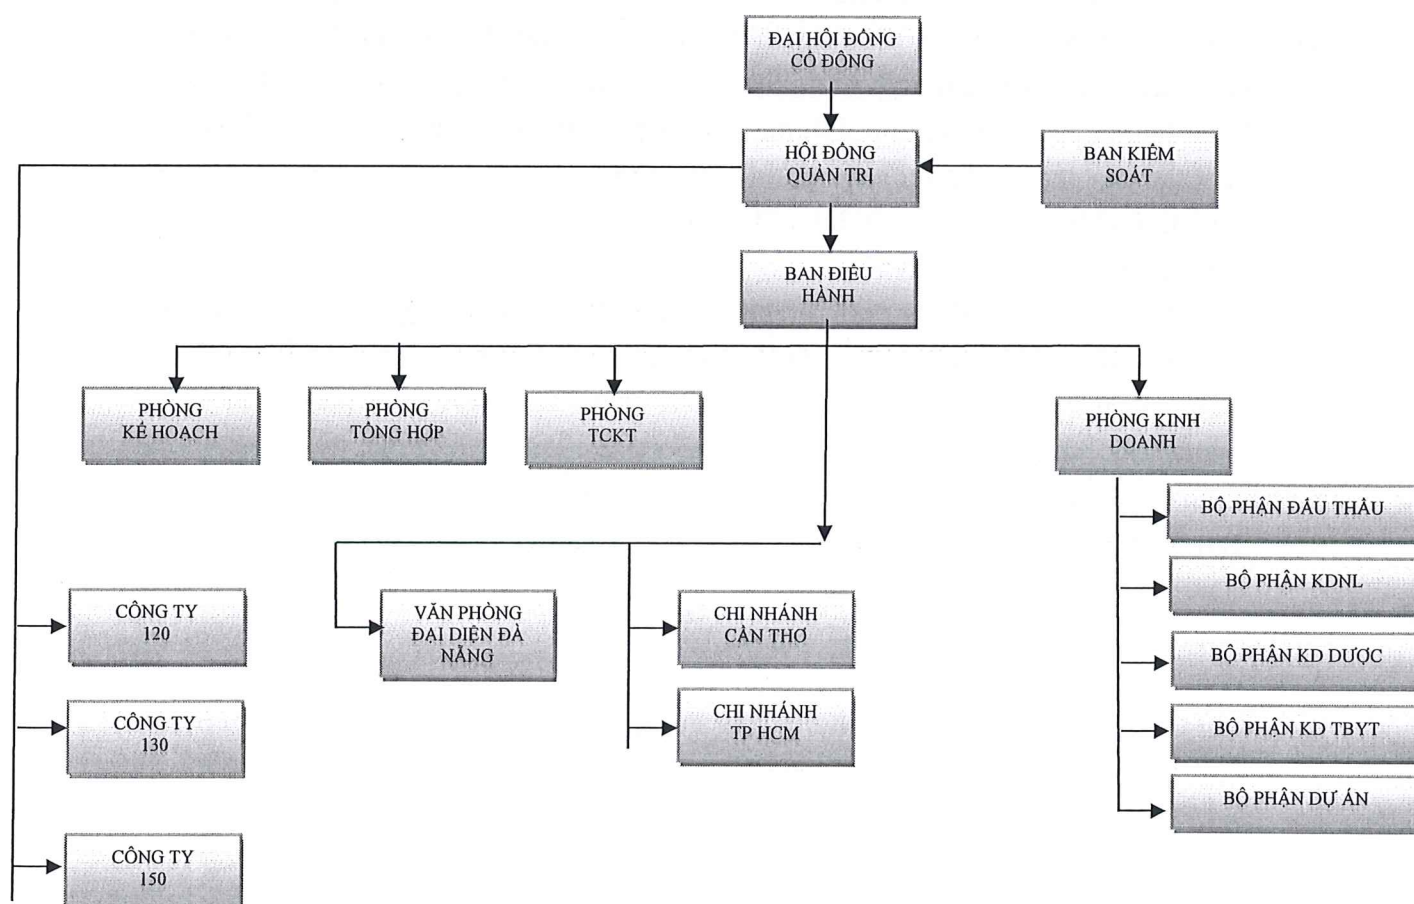 ĐẠI HỘI ĐỒNG
CỔ ĐÔNG
HỘI ĐỒNG
QUẢN TRỊ
BAN KIỂM
SOÁT
BAN ĐIỀU
HÀNH
PHÒNG
KẾ HOẠCH
PHÒNG
TỔNG HỢP
PHÒNG
TCKT
PHÒNG KINH
DOANH
BỘ PHẬN ĐẤU THẦU
BỘ PHẬN KDNL
BỘ PHẬN KD DƯỢC
BỘ PHẬN KD TBYT
BỘ PHẬN DỰ ÁN
VĂN PHÒNG
ĐẠI DIỆN ĐÀ
NẴNG
CHI NHÁNH
CẦN THƠ
CHI NHÁNH
TP HCM
CÔNG TY
120
CÔNG TY
130
CÔNG TY
150